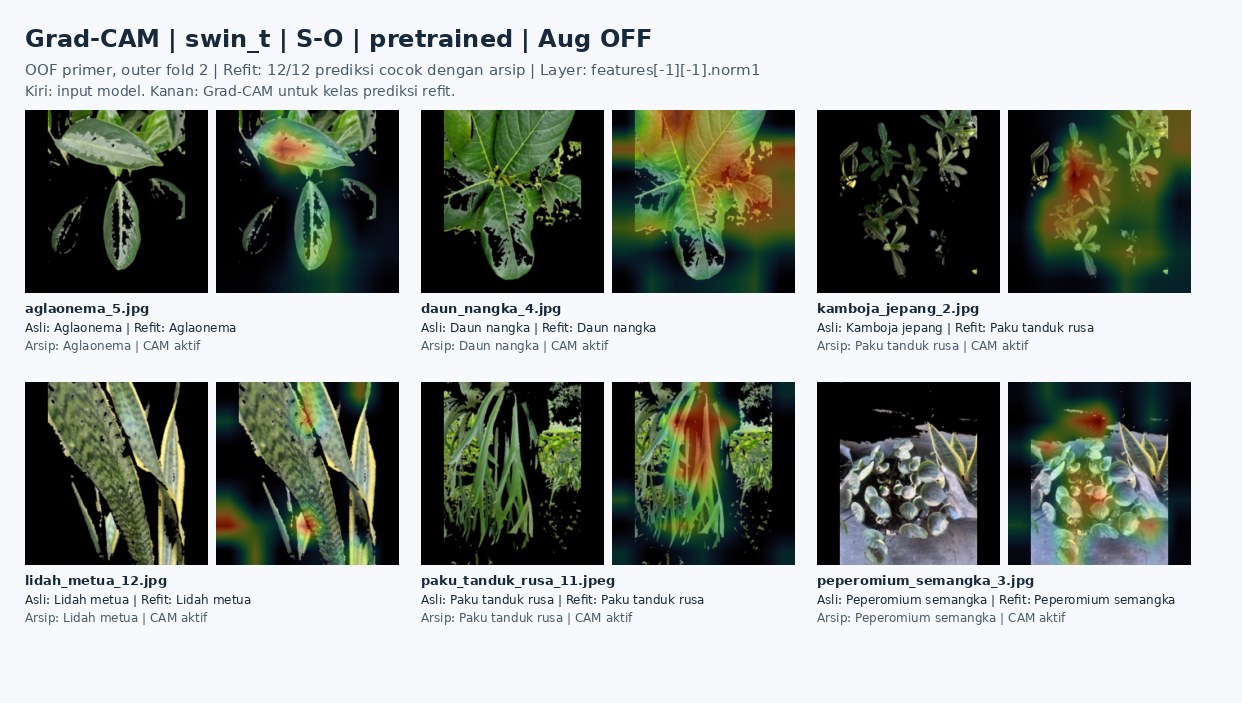 Grad-CAM | swin_t | S-O | pretrained | Aug OFF
OOF primer, outer fold 2 | Refit: 12/12 prediksi cocok dengan arsip | Layer: features[-1][-1].norm1
Kiri: input model. Kanan: Grad-CAM untuk kelas prediksi refit.
aglaonema_5.jpg
Asli: Aglaonema | Refit: Aglaonema
Arsip: Aglaonema | CAM aktif
daun_nangka_4.jpg
Asli: Daun nangka | Refit: Daun nangka
Arsip: Daun nangka | CAM aktif
kamboja_jepang_2.jpg
Asli: Kamboja jepang | Refit: Paku tanduk rusa
Arsip: Paku tanduk rusa | CAM aktif
lidah_metua_12.jpg
Asli: Lidah metua | Refit: Lidah metua
Arsip: Lidah metua | CAM aktif
paku_tanduk_rusa_11.jpeg
Asli: Paku tanduk rusa | Refit: Paku tanduk rusa
Arsip: Paku tanduk rusa | CAM aktif
peperomium_semangka_3.jpg
Asli: Peperomium semangka | Refit: Peperomium semangka
Arsip: Peperomium semangka | CAM aktif